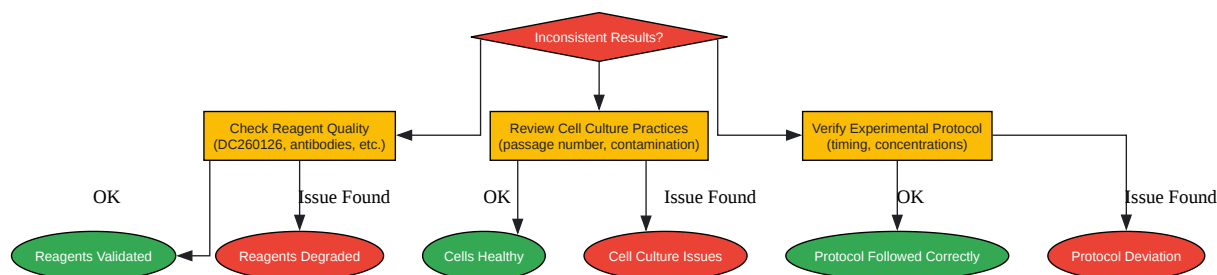 Inconsistent Results?
Check Reagent Quality
(DC260126, antibodies, etc.)
Review Cell Culture Practices
(passage number, contamination)
Verify Experimental Protocol
(timing, concentrations)
OK
Issue Found
OK
Issue Found
OK
Issue Found
Reagents Validated
Reagents Degraded
Cells Healthy
Cell Culture Issues
Protocol Followed Correctly
Protocol Deviation